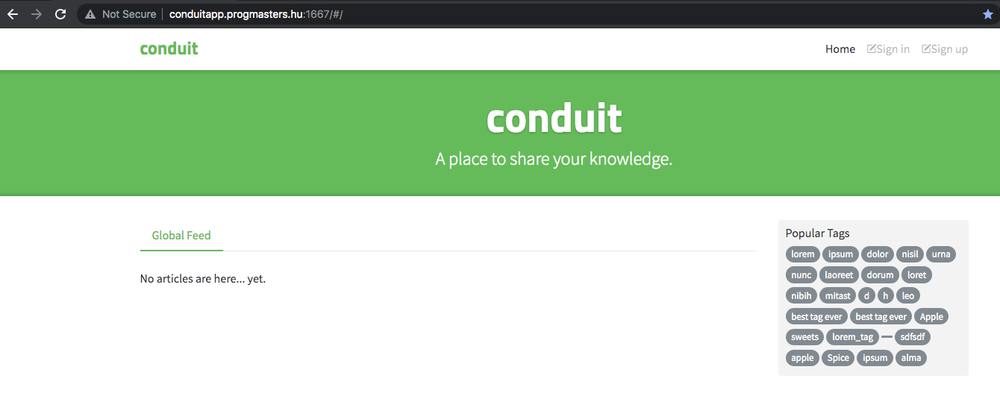 Not Secure conduitapp.progmasters.hu:1667/#/
conduit Home Sign in Sign up
conduit
A place to share your knowledge.
Global Feed
No articles are here... yet.
Popular Tags
lorem ipsum dolor nisil urna
nunc laoreet dorum loret
nibih mitast d h leo
best tag ever best tag ever Apple
sweets lorem_tag sdfsdf
apple Spice ipsum alma